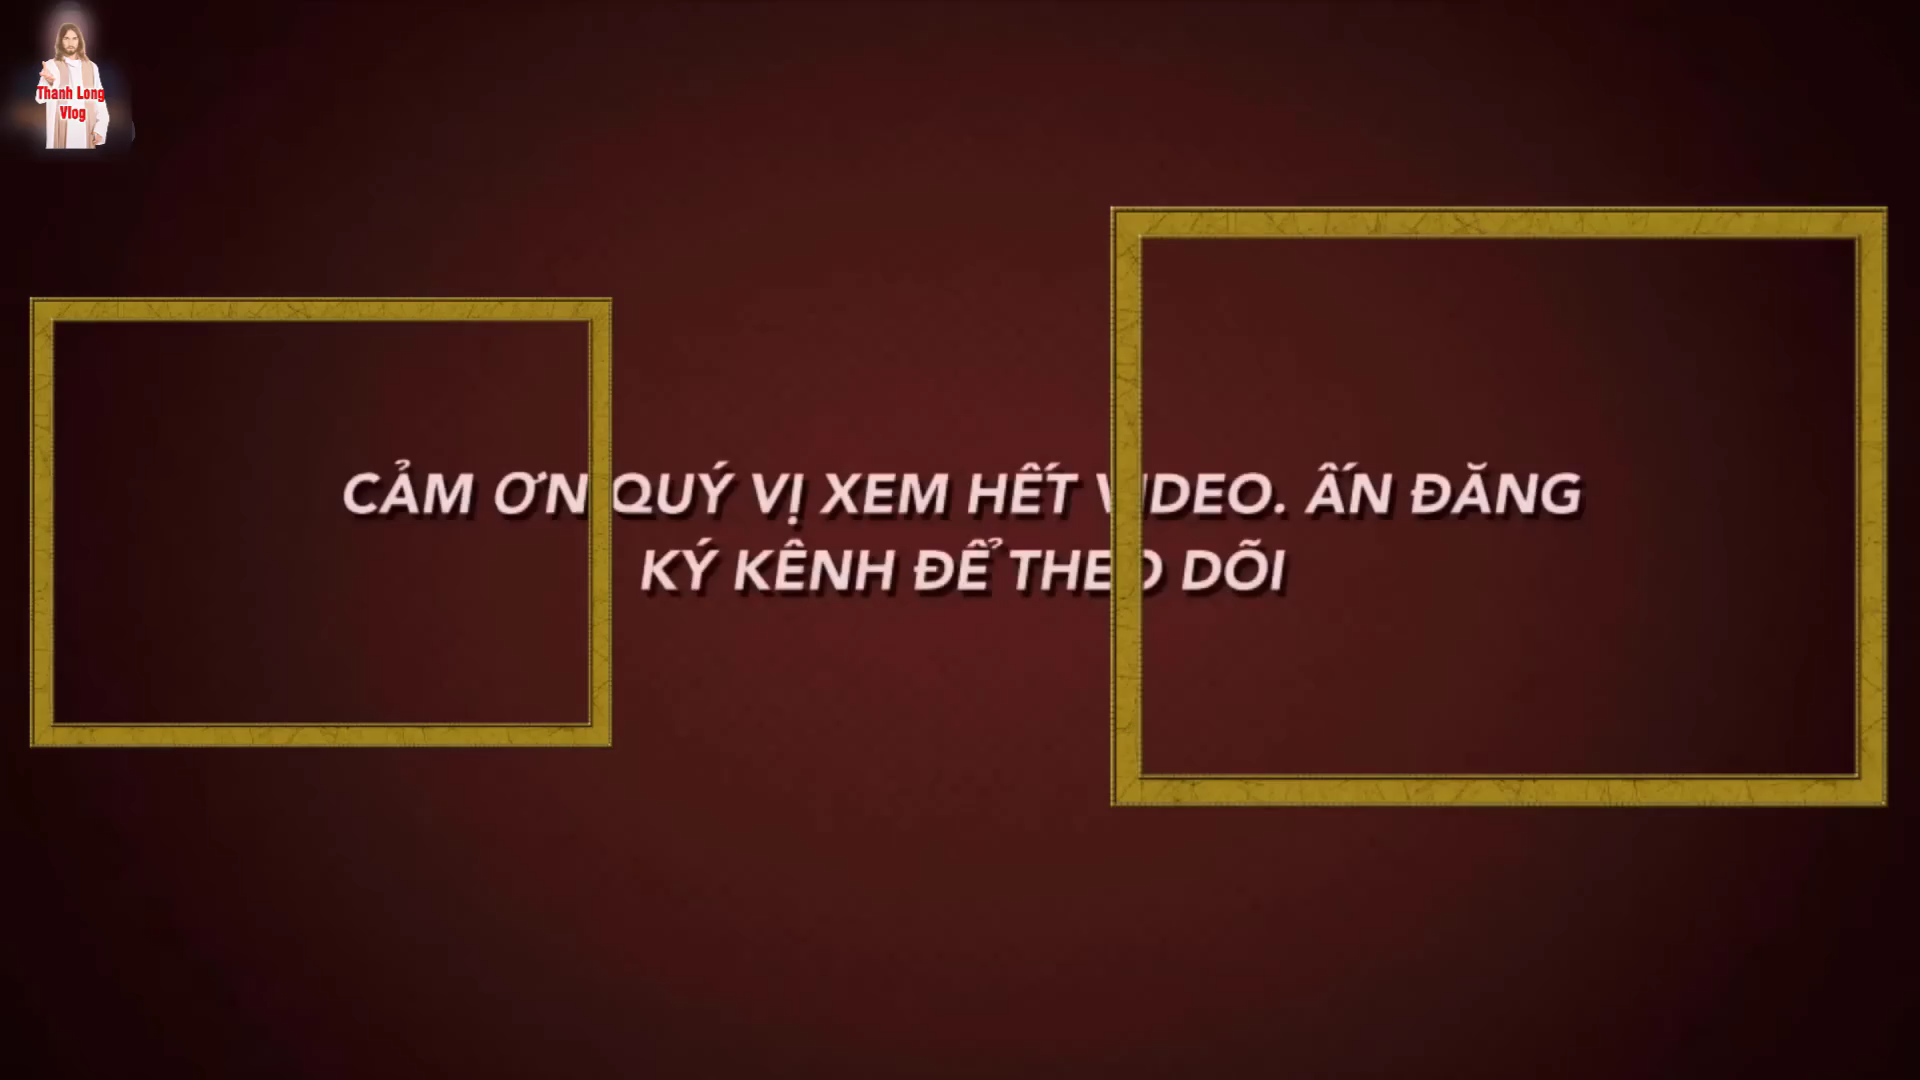 Thanh Long
Vlog
CẢM ƠN QUÝ VỊ XEM HẾT VIDEO. ẤN ĐĂNG
KÝ KÊNH ĐỂ THEO DÕI